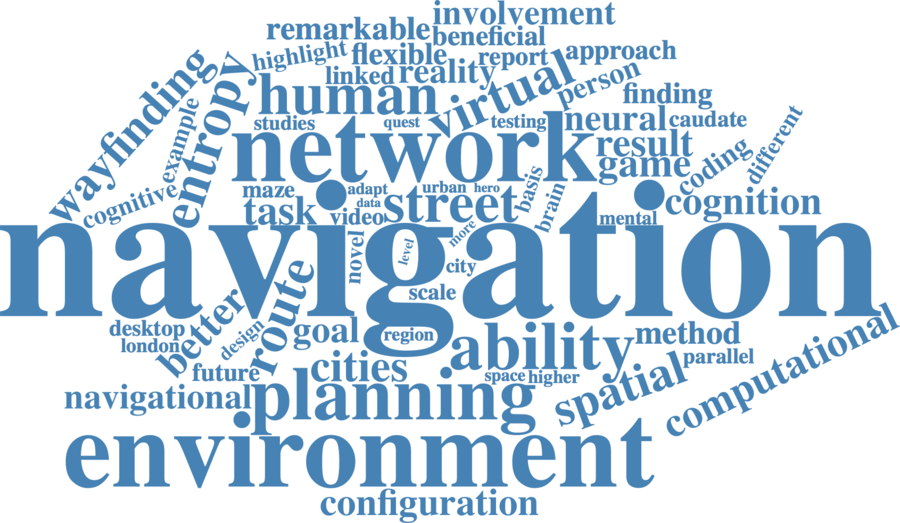 involvement
remarkable
beneficial
highlight
flexible
report
approach
linked
reality
virtual
person
wayfinding
entropy
human
finding
example
studies
quest
testing
neural
caudate
different
network
result
game
coding
cognitive
maze
adapt
urban
hero
basis
brain
data
task
video
street
mental
cognition
navigation
novel
level
more
city
scale
route
better
design
desktop
london
goal
region
ability
method
parallel
computational
future
cities
space
higher
spatial
navigational
planning
environment
configuration